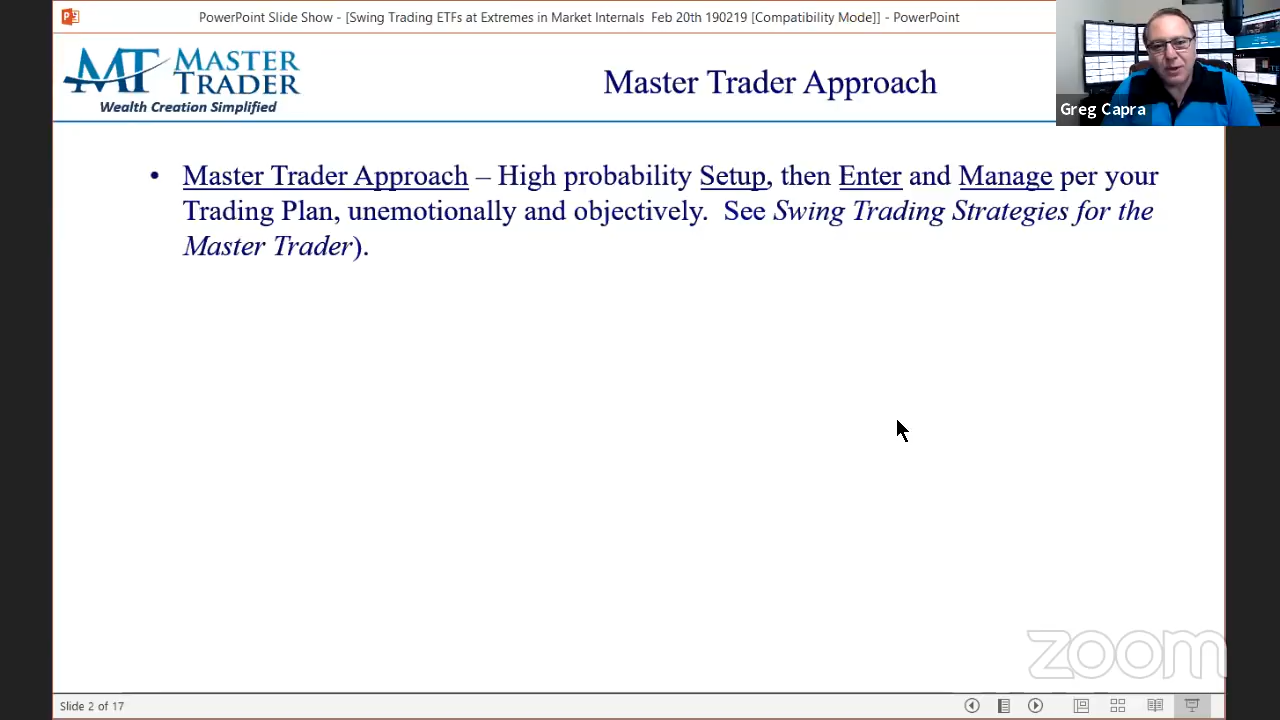 PowerPoint Slide Show - [Swing Trading ETFs at Extremes in Market Internals  Feb 20th 190219 [Compatibility Mode]] - PowerPoint
MT MASTER
TRADER
Wealth Creation Simplified
Master Trader Approach
Greg Capra
• Master Trader Approach – High probability Setup, then Enter and Manage per your
Trading Plan, unemotionally and objectively.  See Swing Trading Strategies for the
Master Trader).
zoom
Slide 2 of 17